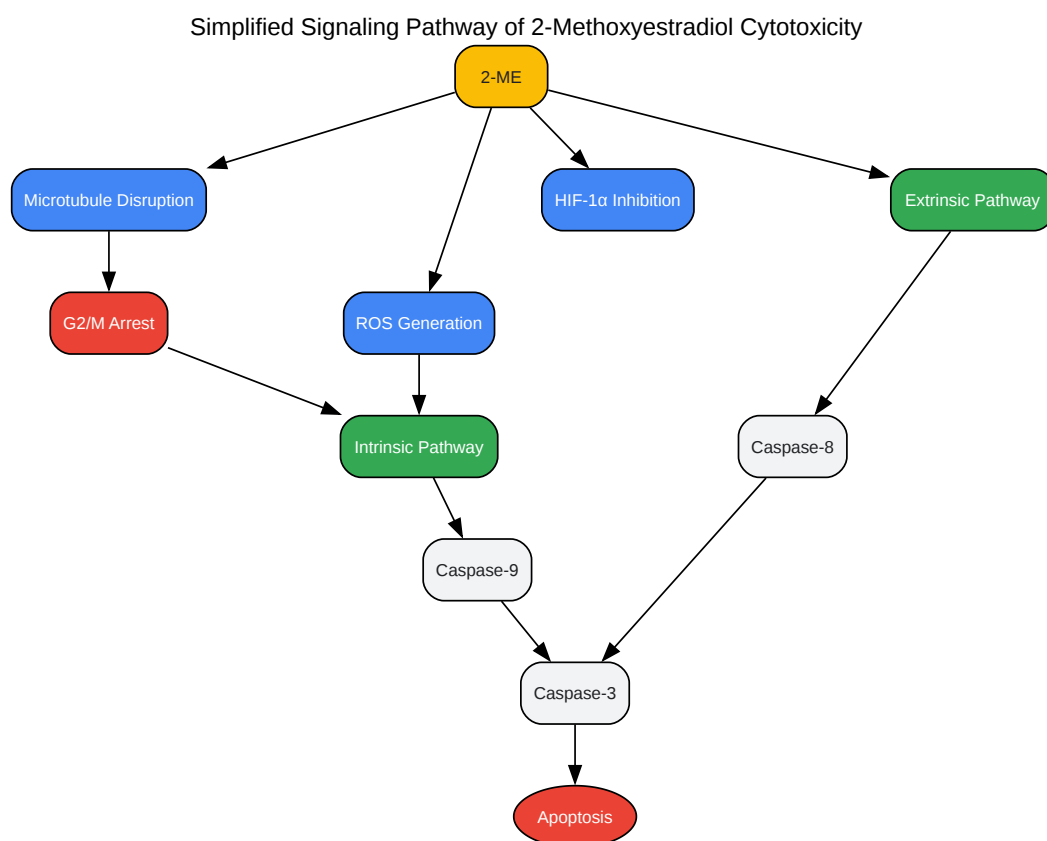 Simplified Signaling Pathway of 2-Methoxyestradiol Cytotoxicity
2-ME
Microtubule Disruption
HIF-1α Inhibition
Extrinsic Pathway
G2/M Arrest
ROS Generation
Intrinsic Pathway
Caspase-8
Caspase-9
Caspase-3
Apoptosis